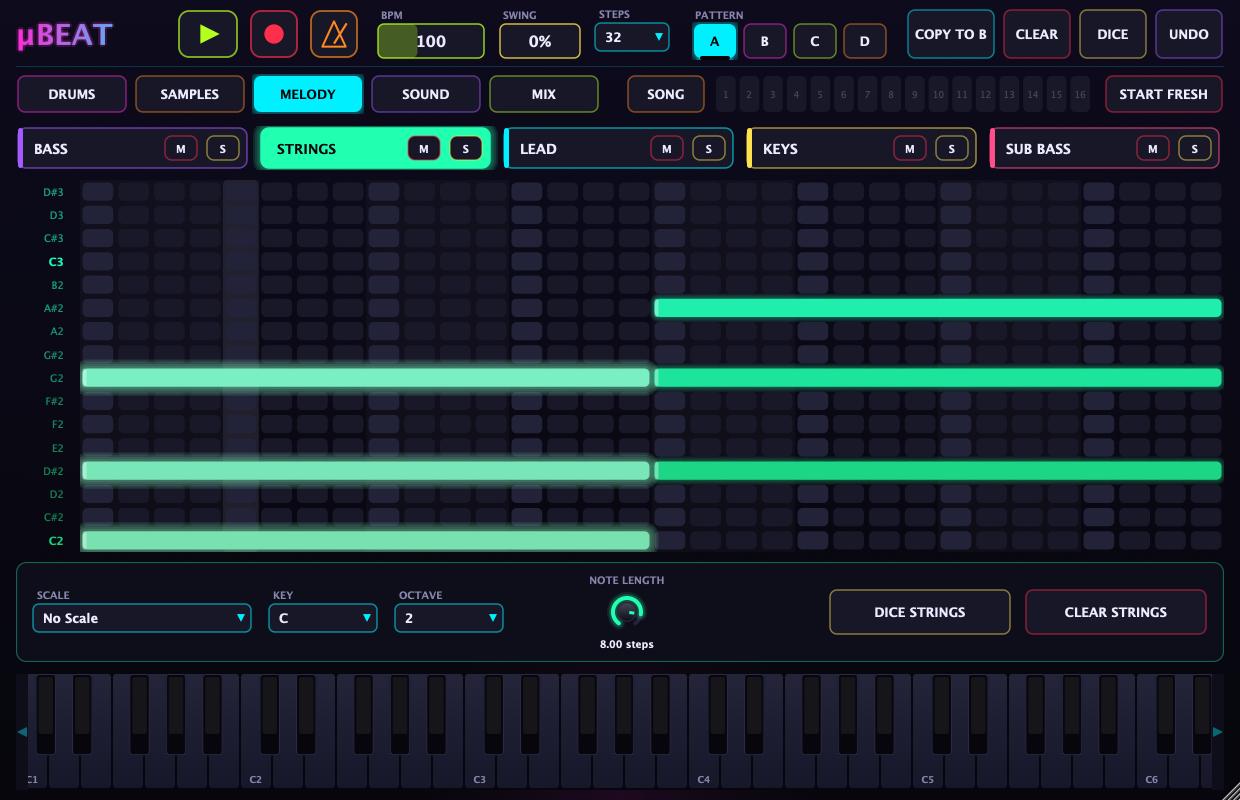 µBEAT
BPM
100
SWING
0%
STEPS
32
PATTERN
A B C D
COPY TO B
CLEAR
DICE
UNDO
DRUMS
SAMPLES
MELODY
SOUND
MIX
SONG
1 2 3 4 5 6 7 8 9 10 11 12 13 14 15 16
START FRESH
BASS M S
STRINGS M S
LEAD M S
KEYS M S
SUB BASS M S
D#3
D3
C#3
C3
B2
A#2
A2
G#2
G2
F#2
F2
E2
D#2
D2
C#2
C2
SCALE
No Scale
KEY
C
OCTAVE
2
NOTE LENGTH
8.00 steps
DICE STRINGS
CLEAR STRINGS
C1 C2 C3 C4 C5 C6